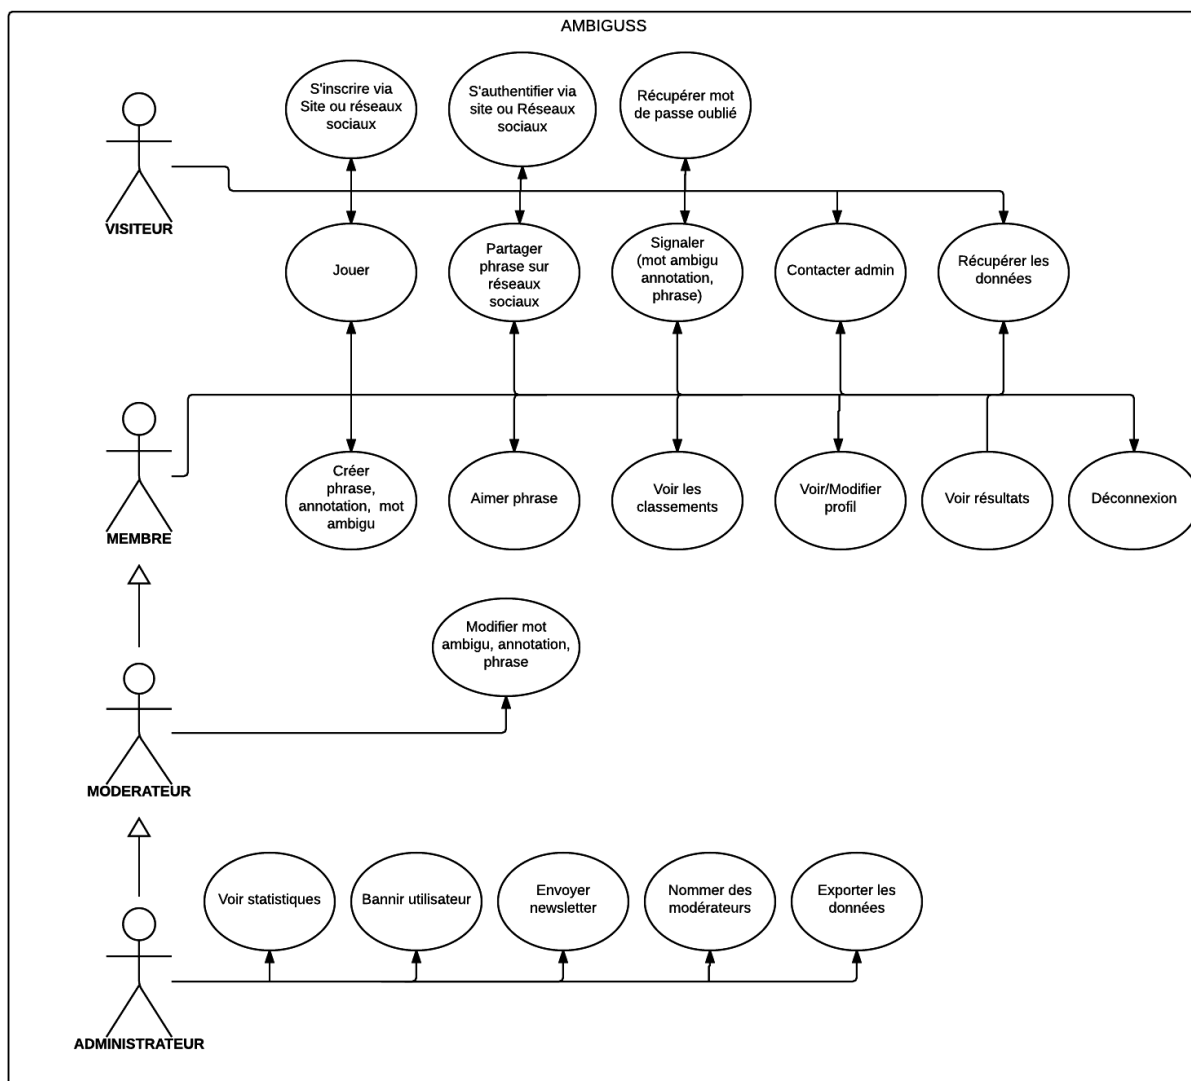 AMBIGUSS
S'inscrire via
Site ou réseaux
sociaux
S'authentifier via
site ou Réseaux
sociaux
Récupérer mot
de passe oublié
VISITEUR
Jouer
Partager
phrase sur
réseaux
sociaux
Signaler
(mot ambigu
annotation,
phrase)
Contacter admin
Récupérer les
données
MEMBRE
Créer
phrase,
annotation, mot
ambigu
Aimer phrase
Voir les
classements
Voir/Modifier
profil
Voir résultats
Déconnexion
Modifier mot
ambigu, annotation,
phrase
MODERATEUR
Voir statistiques
Bannir utilisateur
Envoyer
newsletter
Nommer des
modérateurs
Exporter les
données
ADMINISTRATEUR